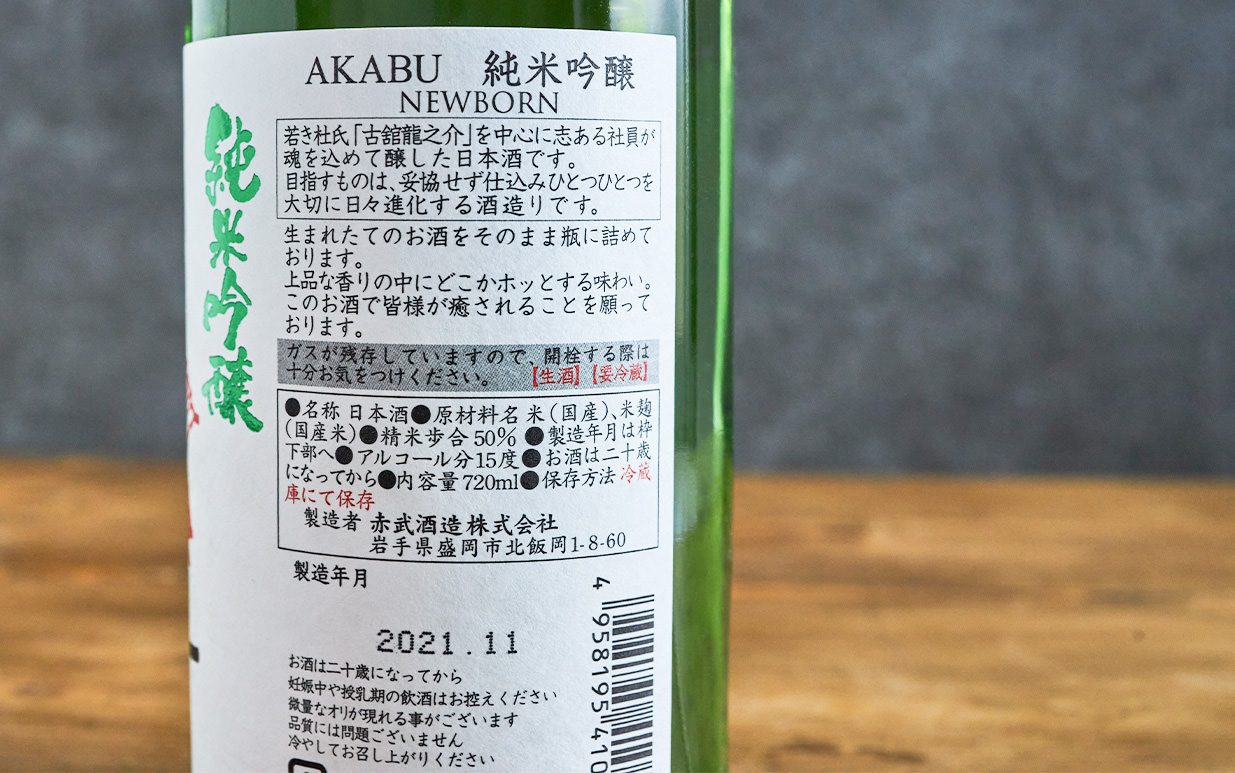 AKABU 純米吟醸
NEWBORN
純米吟醸
若き杜氏「古舘龍之介」を中心に志ある社員が
魂を込めて醸した日本酒です。
目指すものは、妥協せず仕込みひとつひとつを
大切に日々進化する酒造りです。
生まれたてのお酒をそのまま瓶に詰めて
おります。
上品な香りの中にどこかホッとする味わい。
このお酒で皆様が癒されることを願って
おります。
ガスが残存していますので、開栓する際は
十分お気をつけください。【生酒】【要冷蔵】
●名称 日本酒●原材料名 米(国産)、米麹
(国産米)●精米歩合50%●製造年月は枠
下部へ●アルコール分15度●お酒は二十歳
になってから●内容量720ml●保存方法 冷蔵
庫にて保存
製造者 赤武酒造株式会社
岩手県盛岡市北飯岡1-8-60
製造年月
2021.11
お酒は二十歳になってから
妊娠中や授乳期の飲酒はお控えください
微量なオリが現れる事がございます
品質には問題ございません
冷やしてお召し上がりください
4 958195 410